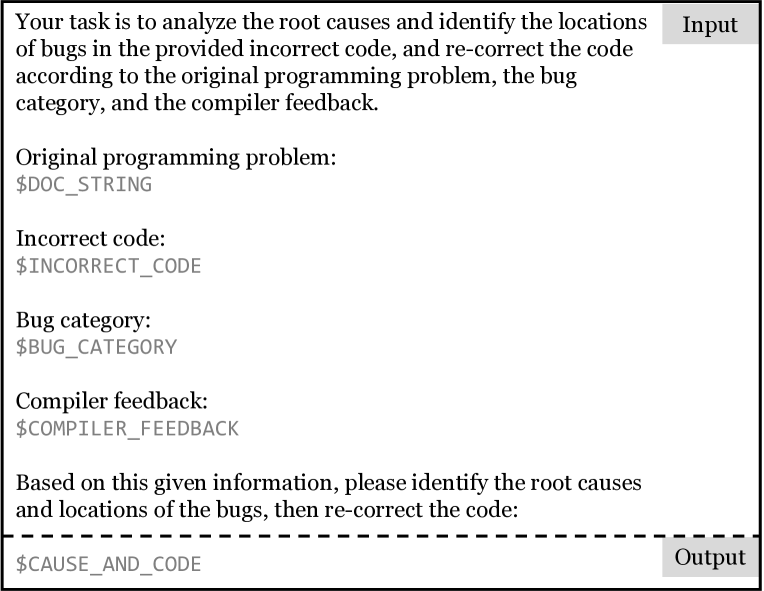 Your task is to analyze the root causes and identify the locations
Input
of bugs in the provided incorrect code, and re-correct the code
according to the original programming problem, the bug
category, and the compiler feedback.
Original programming problem:
$DOC_STRING
Incorrect code:
$INCORRECT_CODE
Bug category:
$BUG_CATEGORY
Compiler feedback:
$COMPILER_FEEDBACK
Based on this given information, please identify the root causes
and locations of the bugs, then re-correct the code:
$CAUSE_AND_CODE
Output